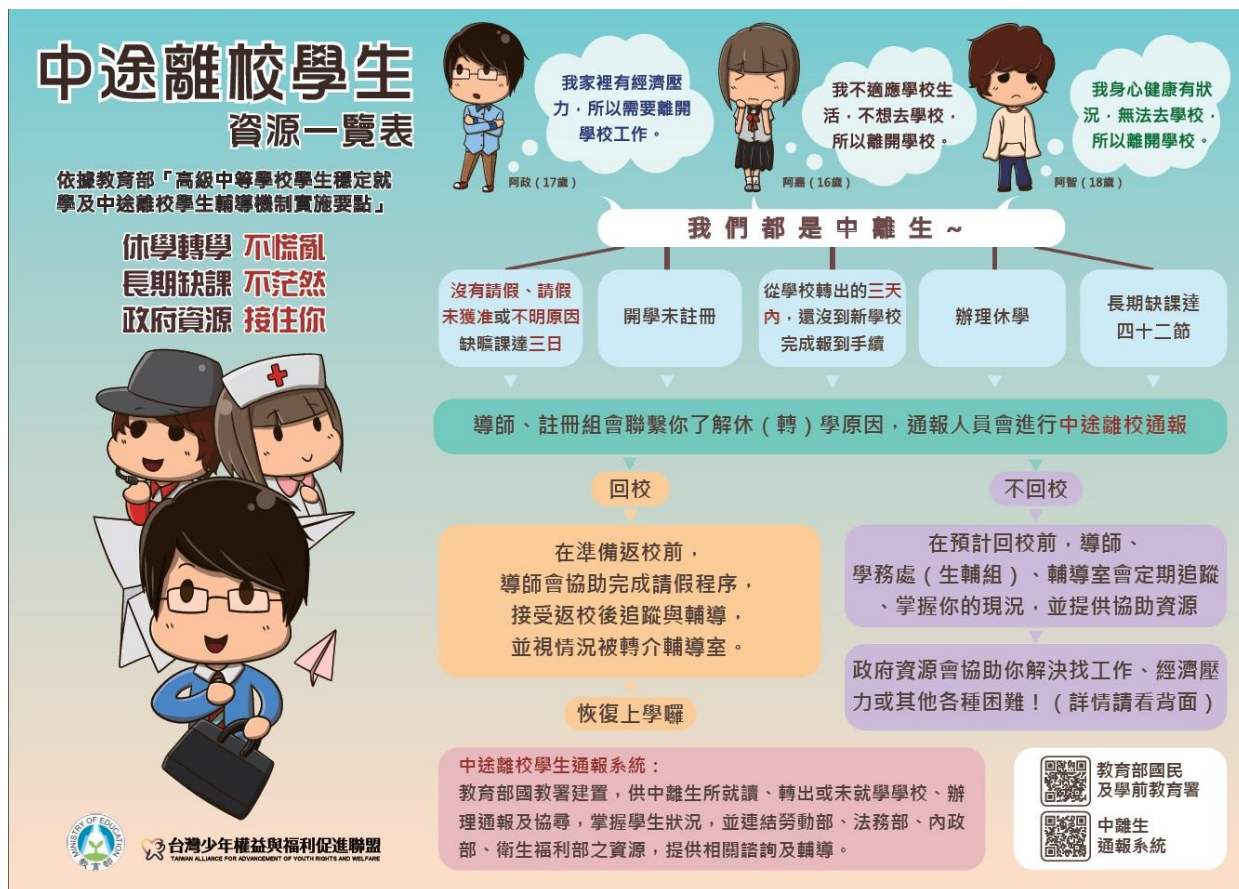 中途離校學生
資源一覽表
依據教育部「高級中等學校學生穩定就
學及中途離校學生輔導機制實施要點」
休學轉學 不慌亂
長期缺課 不茫然
政府資源 接住你
我家裡有經濟壓
力，所以需要離開
學校工作。
阿政（17歲）
我不適應學校生
活，不想去學校，
所以離開學校。
阿嘉（16歲）
我身心健康有狀
況，無法去學校，
所以離開學校。
阿智（18歲）
我們都是中離生~
沒有請假、請假
未獲准或不明原因
缺曠課達三日
開學未註冊
從學校轉出的三天
內，還沒到新學校
完成報到手續
辦理休學
長期缺課達
四十二節
導師、註冊組會聯繫你了解休（轉）學原因，通報人員會進行中途離校通報
回校
在準備返校前，
導師會協助完成請假程序，
接受返校後追蹤與輔導，
並視情況被轉介輔導室。
恢復上學囉
不回校
在預計回校前，導師、
學務處（生輔組）、輔導室會定期追蹤
、掌握你的現況，並提供協助資源
政府資源會協助你解決找工作、經濟壓
力或其他各種困難！（詳情請看背面）
中途離校學生通報系統：
教育部國教署建置，供中離生所就讀、轉出或未就學學校、辦
理通報及協尋，掌握學生狀況，並連結勞動部、法務部、內政
部、衛生福利部之資源，提供相關諮詢及輔導。
教育部國民
及學前教育署
中離生
通報系統
MINISTRY OF EDUCATION
教育部
台灣少年權益與福利促進聯盟
TAIWAN ALLIANCE FOR ADVANCEMENT OF YOUTH RIGHTS AND WELFARE